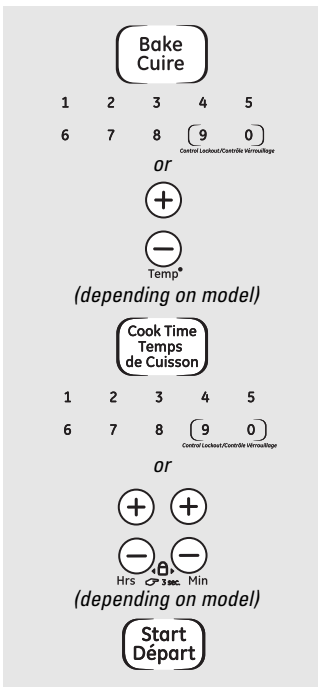 Bake
Cuire
1 2 3 4 5
6 7 8 9 0
Control Lockout/Contrôle Vérrouillage
or
+
−
Temp°
(depending on model)
Cook Time
Temps
de Cuisson
1 2 3 4 5
6 7 8 9 0
Control Lockout/Contrôle Vérrouillage
or
+ +
− −
Hrs 3 sec. Min
(depending on model)
Start
Départ